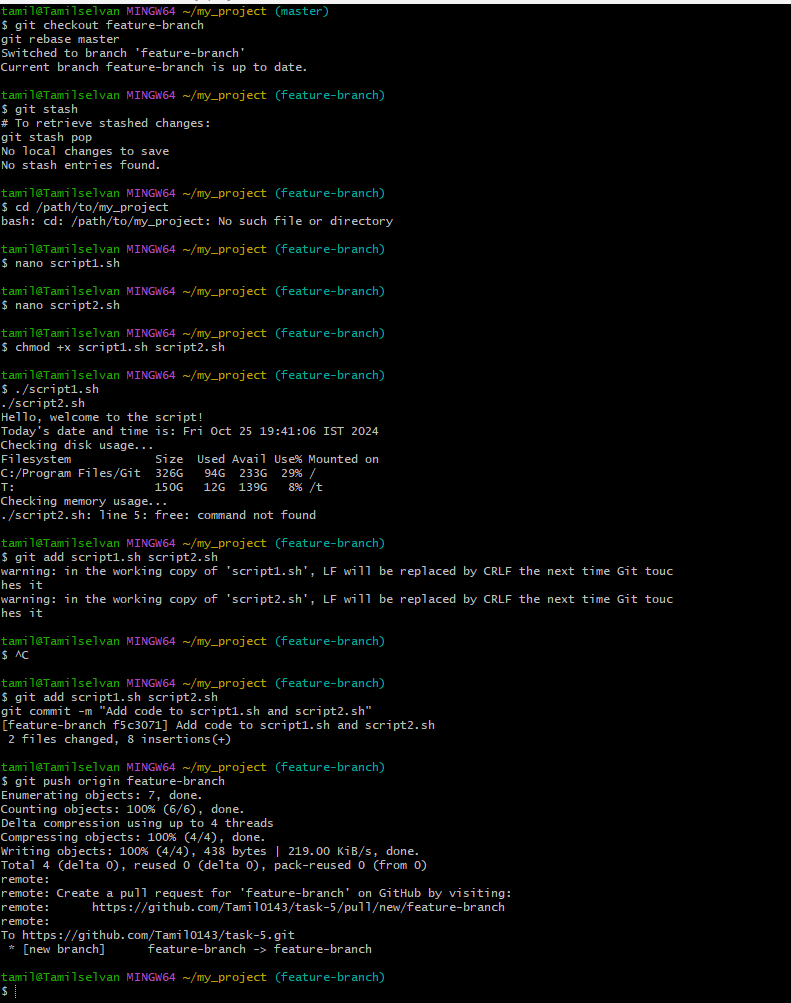 tamil@Tamilselvan MINGW64 ~/my_project (master)
$ git checkout feature-branch
git rebase master
Switched to branch 'feature-branch'
Current branch feature-branch is up to date.
tamil@Tamilselvan MINGW64 ~/my_project (feature-branch)
$ git stash
# To retrieve stashed changes:
git stash pop
No local changes to save
No stash entries found.
tamil@Tamilselvan MINGW64 ~/my_project (feature-branch)
$ cd /path/to/my_project
bash: cd: /path/to/my_project: No such file or directory
tamil@Tamilselvan MINGW64 ~/my_project (feature-branch)
$ nano script1.sh
tamil@Tamilselvan MINGW64 ~/my_project (feature-branch)
$ nano script2.sh
tamil@Tamilselvan MINGW64 ~/my_project (feature-branch)
$ chmod +x script1.sh script2.sh
tamil@Tamilselvan MINGW64 ~/my_project (feature-branch)
$ ./script1.sh
./script2.sh
Hello, welcome to the script!
Today's date and time is: Fri Oct 25 19:41:06 IST 2024
Checking disk usage...
Filesystem            Size  Used Avail Use% Mounted on
C:/Program Files/Git  326G   94G  233G  29% /
T:                    150G   12G  139G   8% /t
Checking memory usage...
./script2.sh: line 5: free: command not found
tamil@Tamilselvan MINGW64 ~/my_project (feature-branch)
$ git add script1.sh script2.sh
warning: in the working copy of 'script1.sh', LF will be replaced by CRLF the next time Git touc
hes it
warning: in the working copy of 'script2.sh', LF will be replaced by CRLF the next time Git touc
hes it
tamil@Tamilselvan MINGW64 ~/my_project (feature-branch)
$ ^C
tamil@Tamilselvan MINGW64 ~/my_project (feature-branch)
$ git add script1.sh script2.sh
git commit -m "Add code to script1.sh and script2.sh"
[feature-branch f5c3071] Add code to script1.sh and script2.sh
 2 files changed, 8 insertions(+)
tamil@Tamilselvan MINGW64 ~/my_project (feature-branch)
$ git push origin feature-branch
Enumerating objects: 7, done.
Counting objects: 100% (6/6), done.
Delta compression using up to 4 threads
Compressing objects: 100% (4/4), done.
Writing objects: 100% (4/4), 438 bytes | 219.00 KiB/s, done.
Total 4 (delta 0), reused 0 (delta 0), pack-reused 0 (from 0)
remote:
remote: Create a pull request for 'feature-branch' on GitHub by visiting:
remote:      https://github.com/Tamil0143/task-5/pull/new/feature-branch
remote:
To https://github.com/Tamil0143/task-5.git
 * [new branch]      feature-branch -> feature-branch
tamil@Tamilselvan MINGW64 ~/my_project (feature-branch)
$